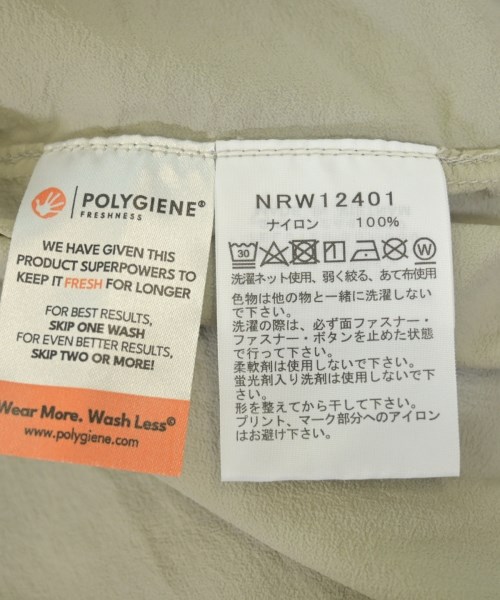 POLYGIENE®
FRESHNESS
WE HAVE GIVEN THIS
PRODUCT SUPERPOWERS TO
KEEP IT FRESH FOR LONGER
FOR BEST RESULTS,
SKIP ONE WASH
FOR EVEN BETTER RESULTS,
SKIP TWO OR MORE!
Wear More. Wash Less©
www.polygiene.com
NRW12401
ナイロン 100%
30
W
洗濯ネット使用、弱く絞る、あて布使用
色物は他の物と一緒に洗濯しない
で下さい。
洗濯の際は、必ず面ファスナー・
ファスナー・ボタンを止めた状態
で行って下さい。
柔軟剤は使用しないで下さい。
蛍光剤入り洗剤は使用しないで下
さい。
形を整えてから干して下さい。
プリント、マーク部分へのアイロン
はお避け下さい。